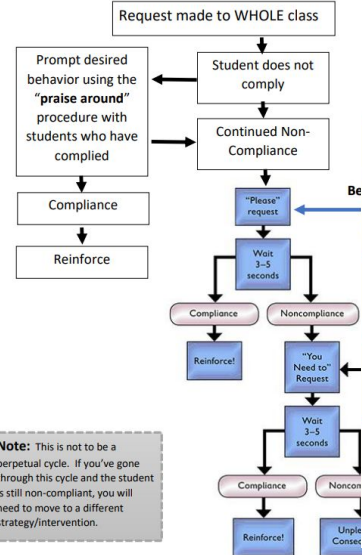 Request made to WHOLE class
Prompt desired
behavior using the
“praise around”
procedure with
students who have
complied
Student does not
comply
Continued Non-
Compliance
Compliance
Reinforce
“Please”
request
Be
Wait
3–5
seconds
Compliance
Noncompliance
Reinforce!
“You
Need to”
Request
Wait
3–5
seconds
Note: This is not to be a
perpetual cycle. If you’ve gone
through this cycle and the student
is still non-compliant, you will
need to move to a different
strategy/intervention.
Compliance
Noncom
Reinforce!
Unple
Consec